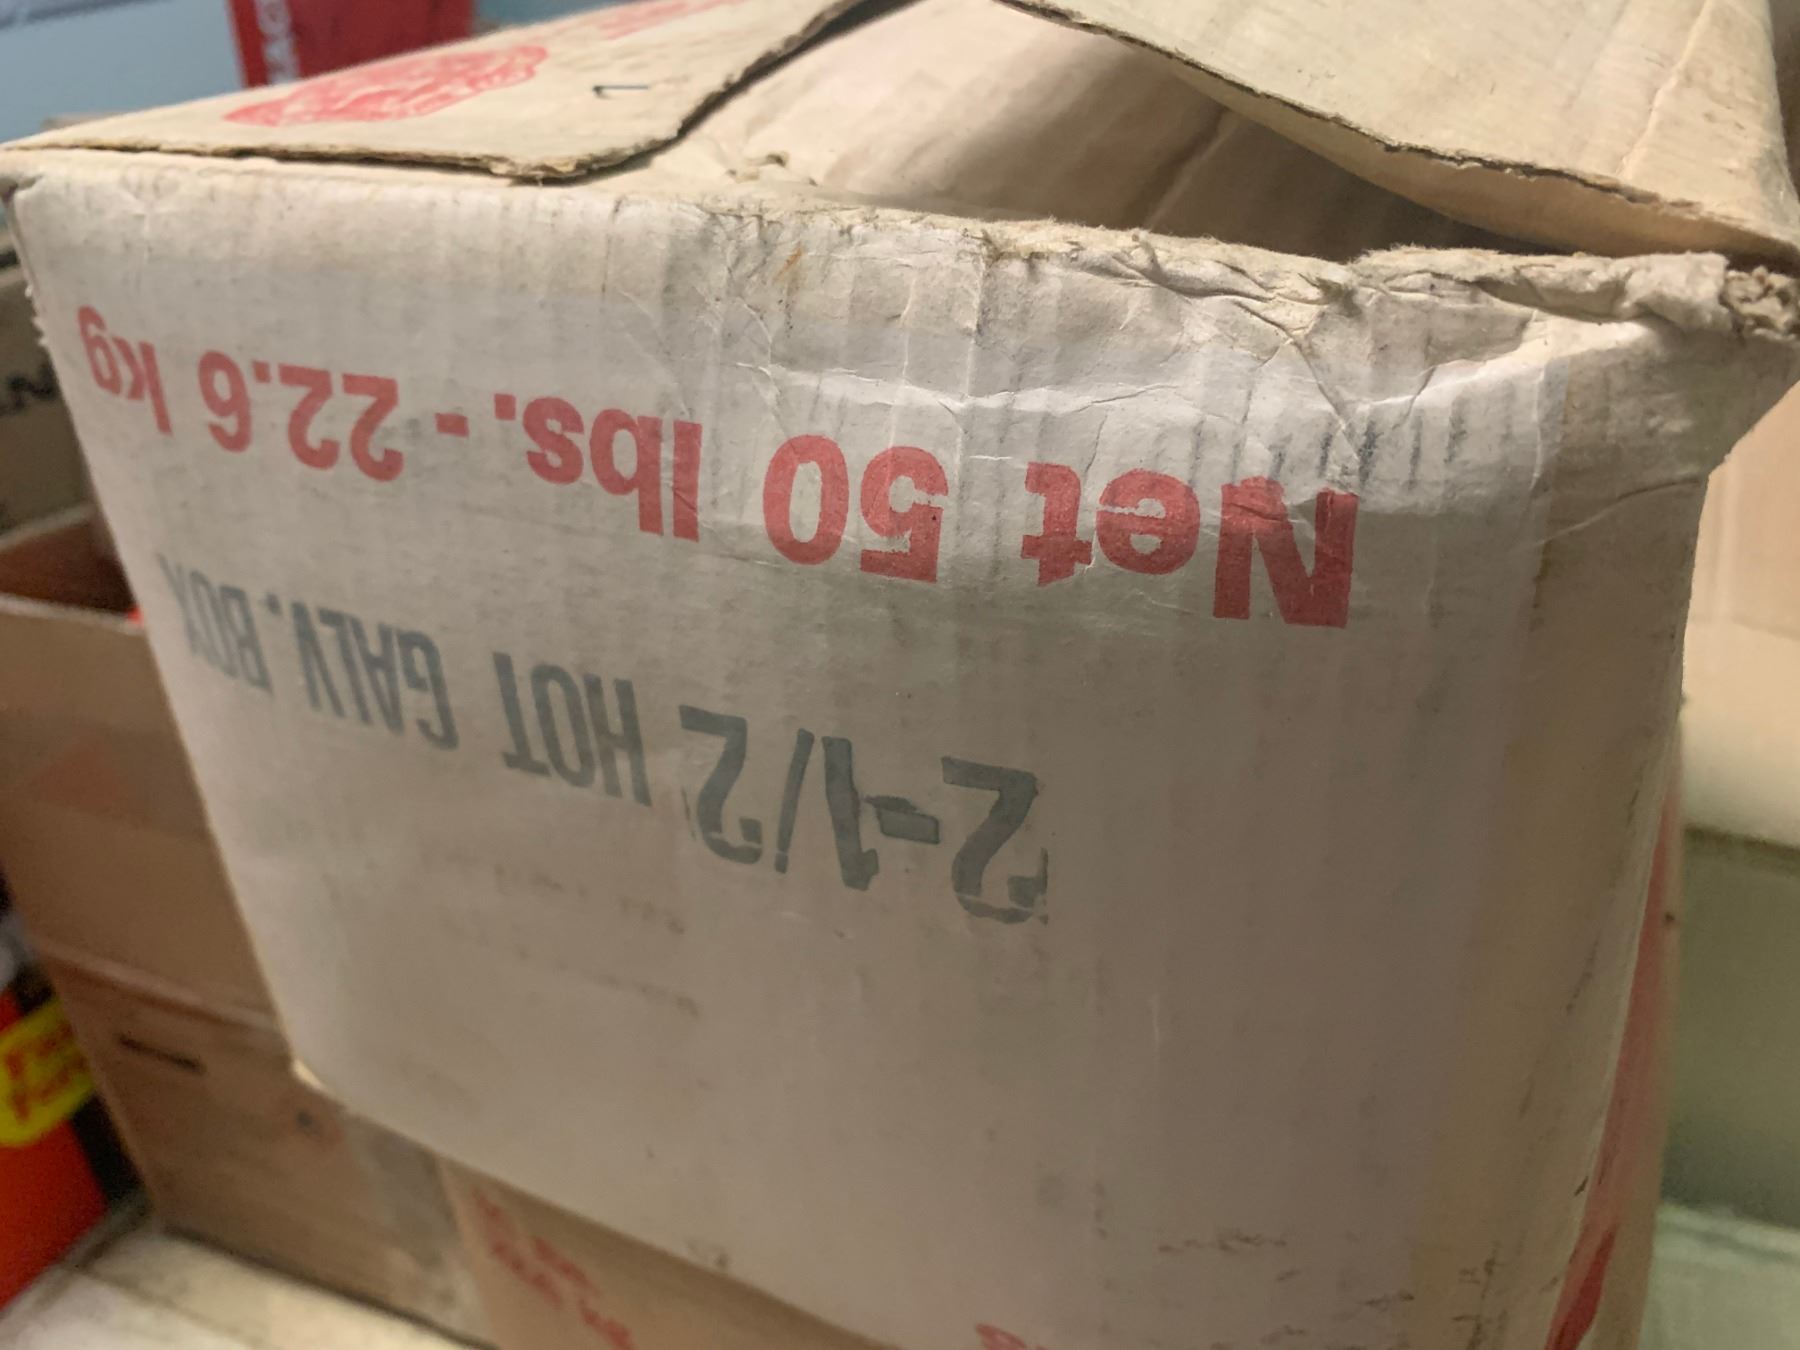 2-1/2 HOT GALV. BOX
Net 50 lbs. - 22.6 kg